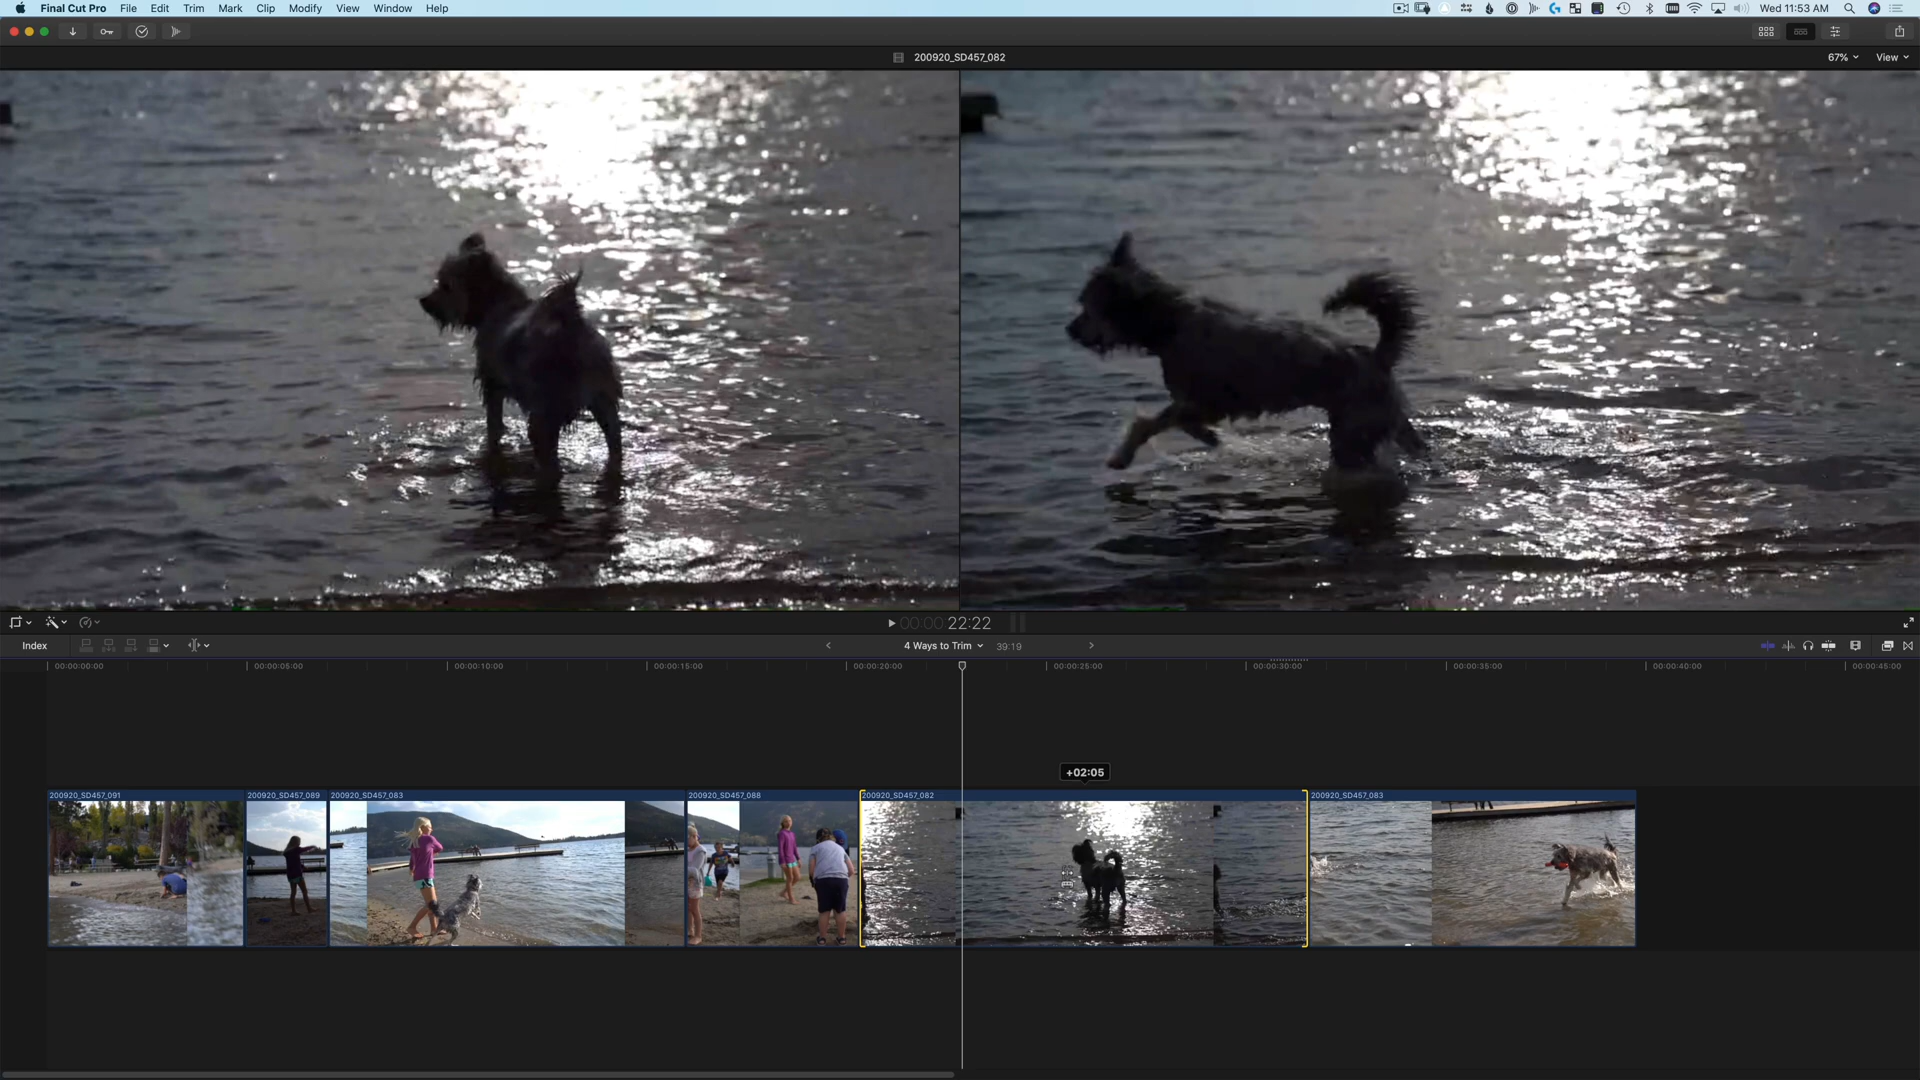 Final Cut Pro File Edit Trim Mark Clip Modify View Window Help Wed 11:53 AM
200920_SD457_082 67% View
00:00:22:22
Index 4 Ways to Trim 39:19
00:00:00:00 00:00:05:00 00:00:10:00 00:00:15:00 00:00:20:00 00:00:25:00 00:00:30:00 00:00:35:00 00:00:40:00 00:00:45:00
+02:05
200920_SD457_091 200920_SD457_089 200920_SD457_083 200920_SD457_088 200920_SD457_082 200920_SD457_083